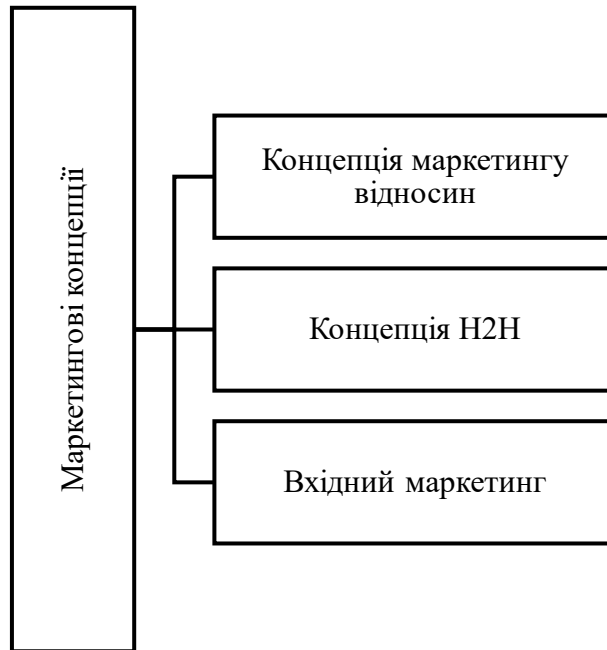 Маркетингові концепції
Концепція маркетингу
відносин
Концепція H2H
Вхідний маркетинг